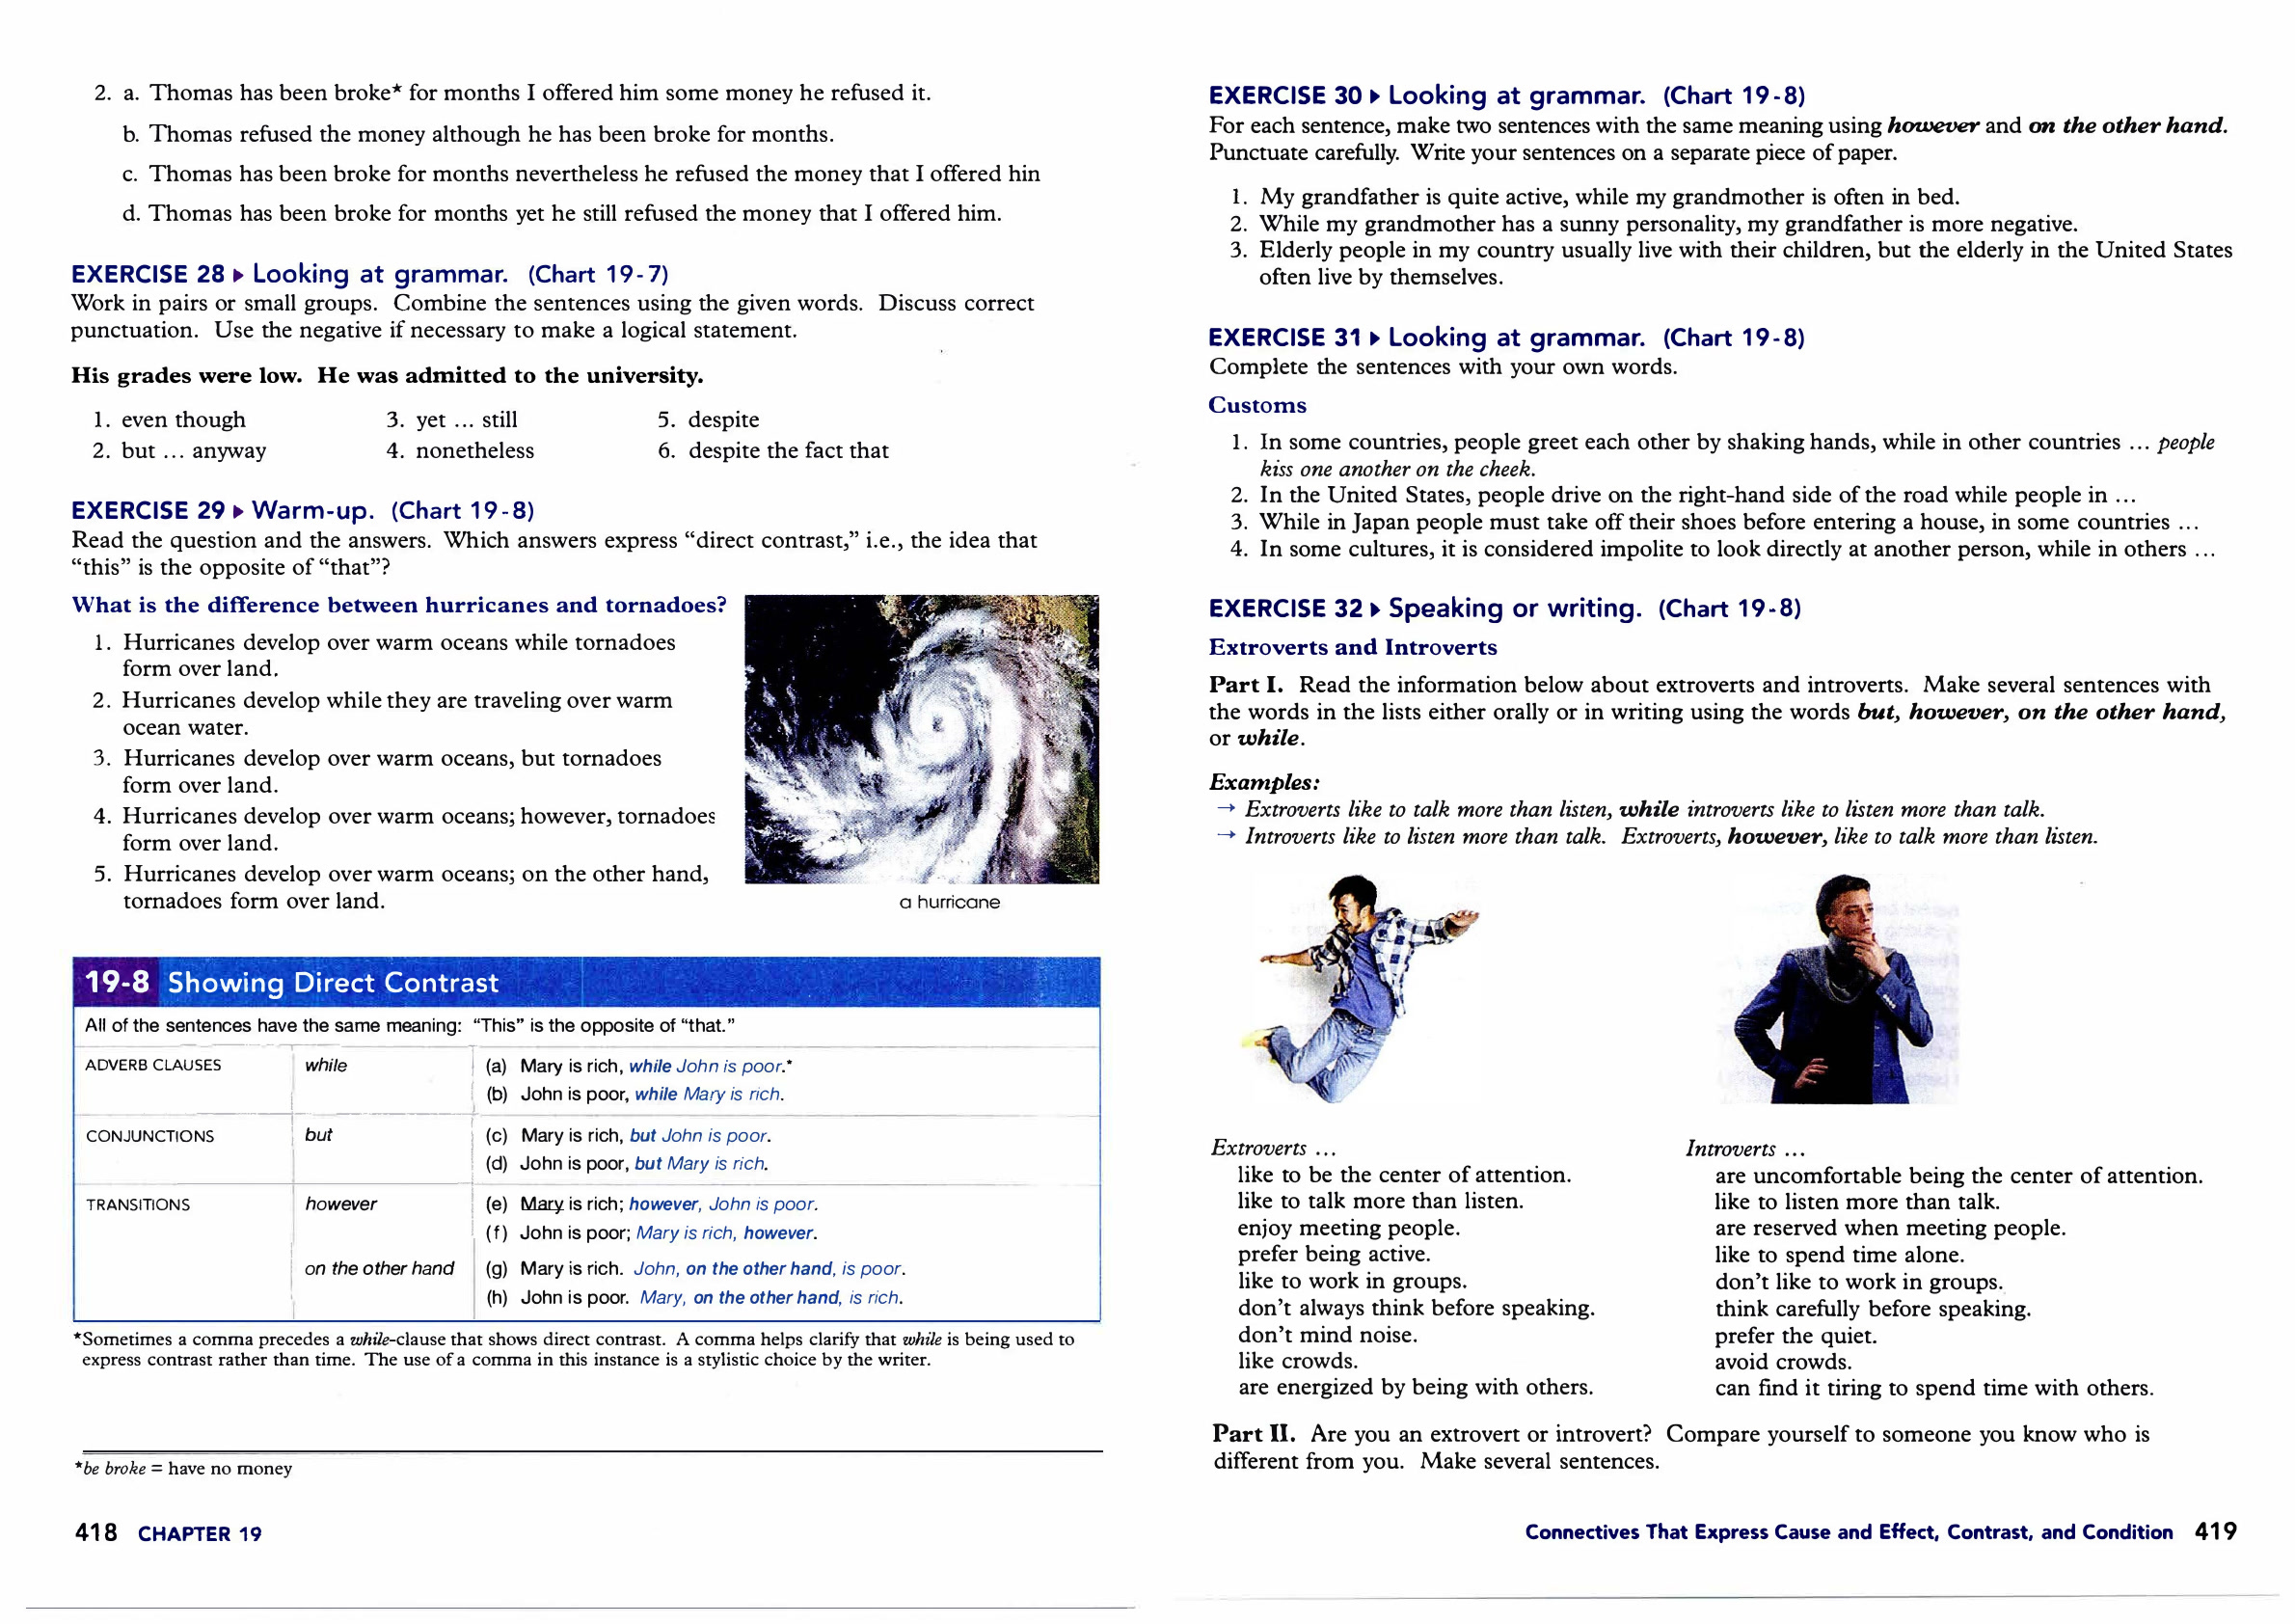 2. a. Thomas has been broke* for months I offered him some money he refused it.
b. Thomas refused the money although he has been broke for months.
c. Thomas has been broke for months nevertheless he refused the money that I offered hin
d. Thomas has been broke for months yet he still refused the money that I offered him.
EXERCISE 28 ▸ Looking at grammar. (Chart 19-7)
Work in pairs or small groups. Combine the sentences using the given words. Discuss correct
punctuation. Use the negative if necessary to make a logical statement.
His grades were low. He was admitted to the university.
1. even though 3. yet ... still 5. despite
2. but ... anyway 4. nonetheless 6. despite the fact that
EXERCISE 29 ▸ Warm-up. (Chart 19-8)
Read the question and the answers. Which answers express “direct contrast,” i.e., the idea that
“this” is the opposite of “that”?
What is the difference between hurricanes and tornadoes?
1. Hurricanes develop over warm oceans while tornadoes
form over land.
2. Hurricanes develop while they are traveling over warm
ocean water.
3. Hurricanes develop over warm oceans, but tornadoes
form over land.
4. Hurricanes develop over warm oceans; however, tornadoes
form over land.
5. Hurricanes develop over warm oceans; on the other hand,
tornadoes form over land.
a hurricane
19-8 Showing Direct Contrast
All of the sentences have the same meaning: “This” is the opposite of “that.”
ADVERB CLAUSES while (a) Mary is rich, while John is poor.*
(b) John is poor, while Mary is rich.
CONJUNCTIONS but (c) Mary is rich, but John is poor.
(d) John is poor, but Mary is rich.
TRANSITIONS however (e) Mary is rich; however, John is poor.
(f) John is poor; Mary is rich, however.
on the other hand (g) Mary is rich. John, on the other hand, is poor.
(h) John is poor. Mary, on the other hand, is rich.
*Sometimes a comma precedes a while-clause that shows direct contrast. A comma helps clarify that while is being used to
express contrast rather than time. The use of a comma in this instance is a stylistic choice by the writer.
*be broke = have no money
418 CHAPTER 19
EXERCISE 30 ▸ Looking at grammar. (Chart 19-8)
For each sentence, make two sentences with the same meaning using however and on the other hand.
Punctuate carefully. Write your sentences on a separate piece of paper.
1. My grandfather is quite active, while my grandmother is often in bed.
2. While my grandmother has a sunny personality, my grandfather is more negative.
3. Elderly people in my country usually live with their children, but the elderly in the United States
often live by themselves.
EXERCISE 31 ▸ Looking at grammar. (Chart 19-8)
Complete the sentences with your own words.
Customs
1. In some countries, people greet each other by shaking hands, while in other countries ... people
kiss one another on the cheek.
2. In the United States, people drive on the right-hand side of the road while people in ...
3. While in Japan people must take off their shoes before entering a house, in some countries ...
4. In some cultures, it is considered impolite to look directly at another person, while in others ...
EXERCISE 32 ▸ Speaking or writing. (Chart 19-8)
Extroverts and Introverts
Part I. Read the information below about extroverts and introverts. Make several sentences with
the words in the lists either orally or in writing using the words but, however, on the other hand,
or while.
Examples:
→ Extroverts like to talk more than listen, while introverts like to listen more than talk.
→ Introverts like to listen more than talk. Extroverts, however, like to talk more than listen.
Extroverts ...
like to be the center of attention.
like to talk more than listen.
enjoy meeting people.
prefer being active.
like to work in groups.
don’t always think before speaking.
don’t mind noise.
like crowds.
are energized by being with others.
Introverts ...
are uncomfortable being the center of attention.
like to listen more than talk.
are reserved when meeting people.
like to spend time alone.
don’t like to work in groups.
think carefully before speaking.
prefer the quiet.
avoid crowds.
can find it tiring to spend time with others.
Part II. Are you an extrovert or introvert? Compare yourself to someone you know who is
different from you. Make several sentences.
Connectives That Express Cause and Effect, Contrast, and Condition 419